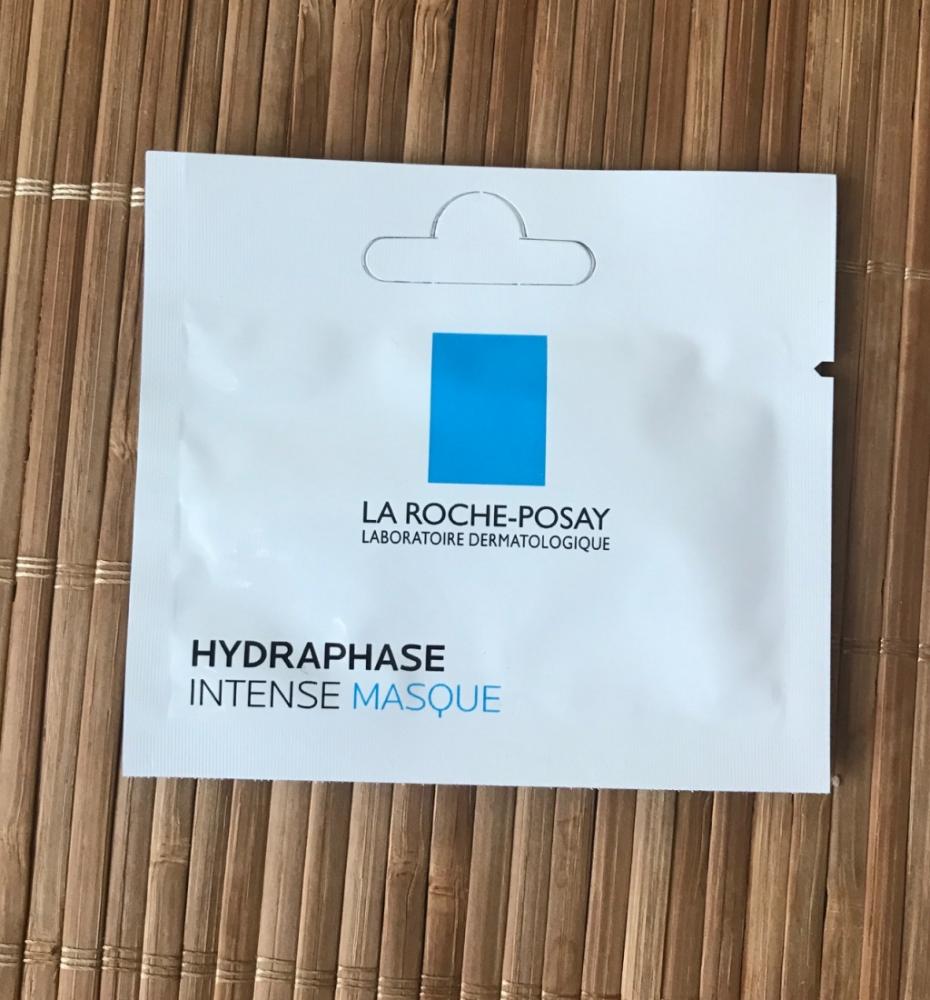 LA ROCHE-POSAY
LABORATOIRE DERMATOLOGIQUE
HYDRAPHASE
INTENSE MASQUE